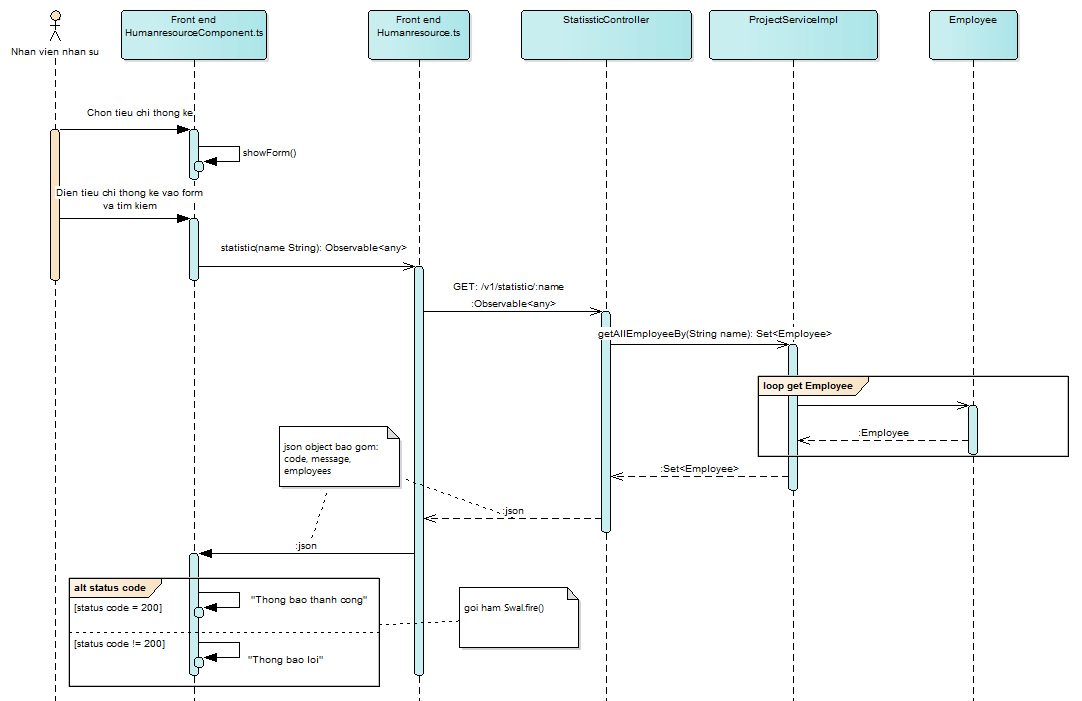 Nhan vien nhan su
Front end
HumanresourceComponent.ts
Front end
Humanresource.ts
StatissticController
ProjectServiceImpl
Employee
Chon tieu chi thong ke
showForm()
Dien tieu chi thong ke vao form
va tim kiem
statistic(name String): Observable<any>
GET: /v1/statistic/:name
:Observable<any>
getAllEmployeeBy(String name): Set<Employee>
loop get Employee
:Employee
json object bao gom:
code, message,
employees
:Set<Employee>
:json
:json
alt status code
[status code = 200]
"Thong bao thanh cong"
goi ham Swal.fire()
[status code != 200]
"Thong bao loi"